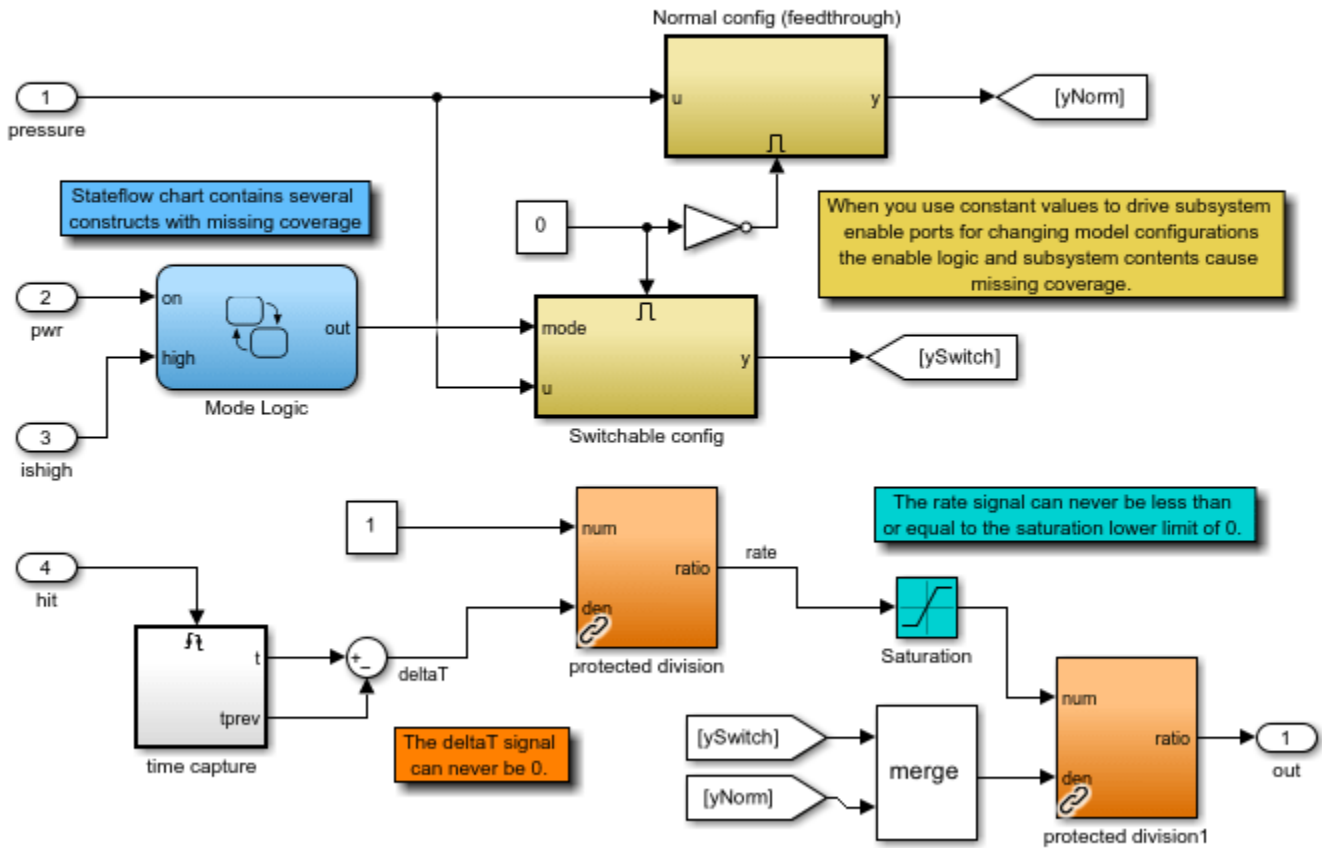 Normal config (feedthrough)
1
pressure
u
y
[yNorm]
Stateflow chart contains several
constructs with missing coverage
0
When you use constant values to drive subsystem
enable ports for changing model configurations
the enable logic and subsystem contents cause
missing coverage.
2
pwr
on
high
out
Mode Logic
mode
u
y
[ySwitch]
Switchable config
3
ishigh
1
num
den
ratio
protected division
rate
The rate signal can never be less than
or equal to the saturation lower limit of 0.
4
hit
t
tprev
time capture
+
-
deltaT
The deltaT signal
can never be 0.
Saturation
[ySwitch]
[yNorm]
merge
num
den
ratio
protected division1
1
out